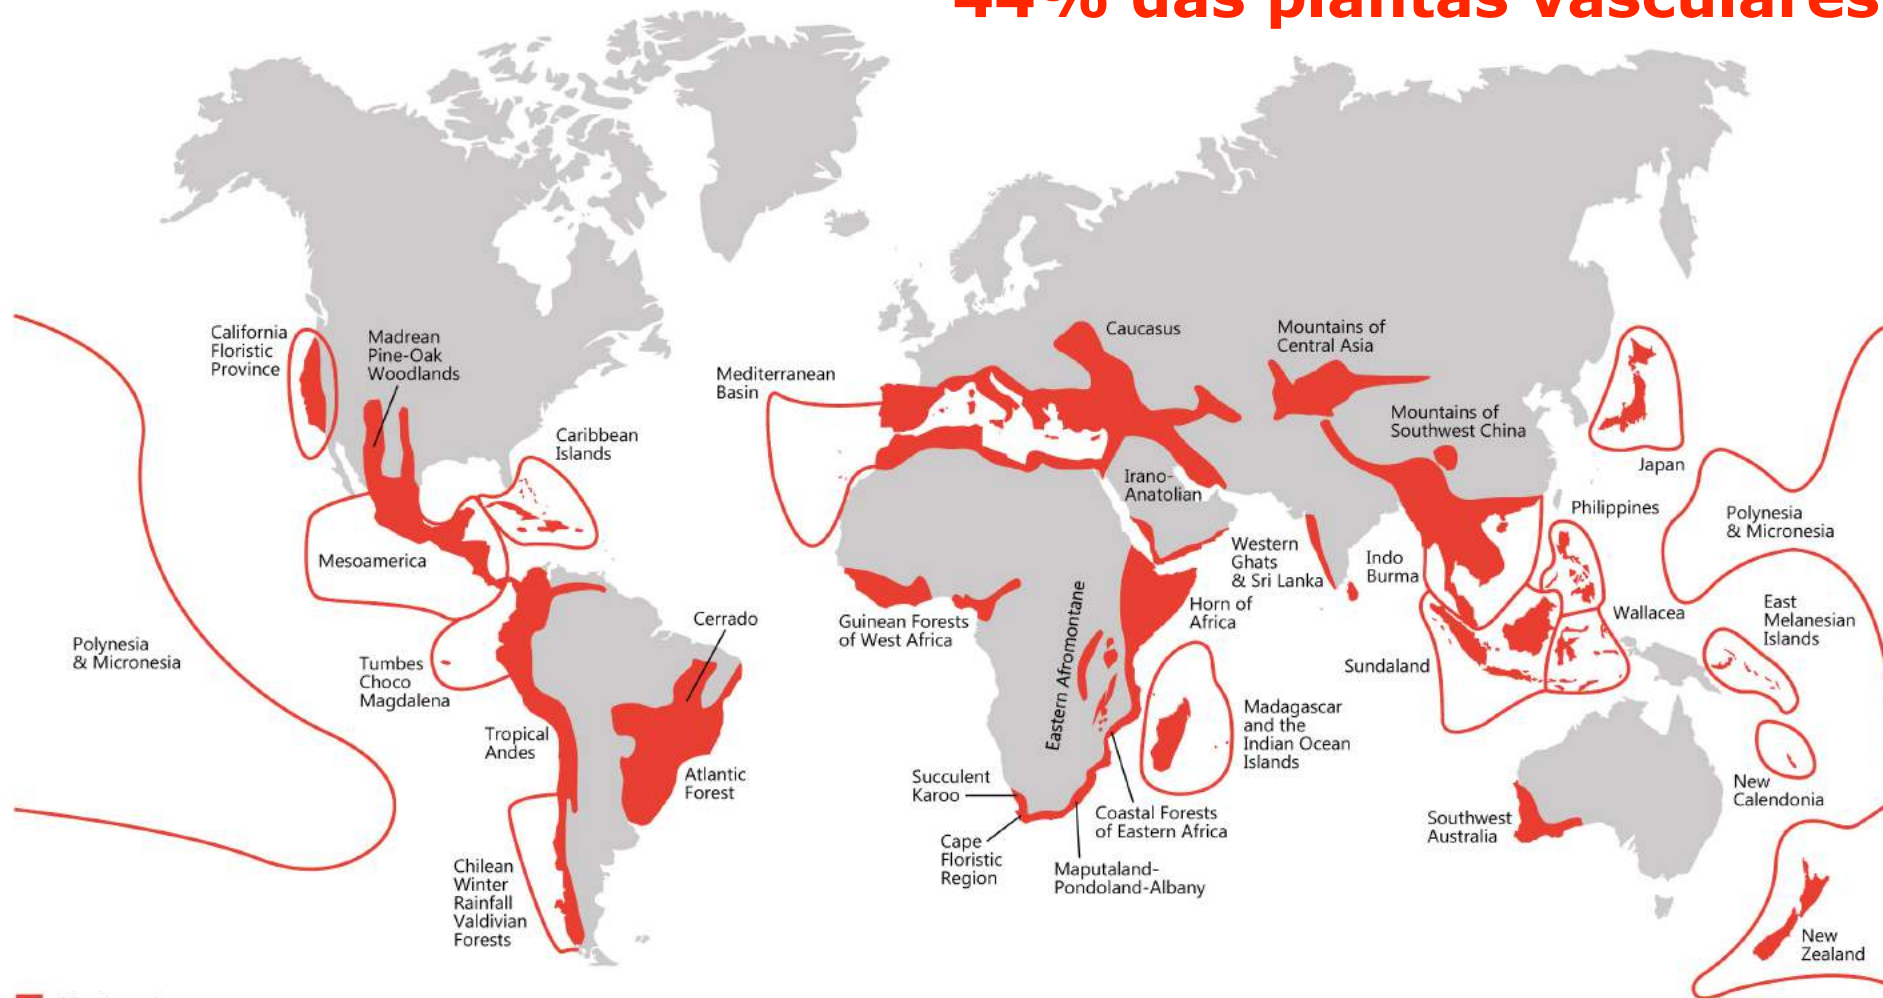 44% das plantas vasculares
California
Floristic
Province
Madrean
Pine-Oak
Woodlands
Caribbean
Islands
Mesoamerica
Polynesia
& Micronesia
Tumbes
Choco
Magdalena
Tropical
Andes
Cerrado
Atlantic
Forest
Chilean
Winter
Rainfall
Valdivian
Forests
Mediterranean
Basin
Caucasus
Mountains of
Central Asia
Mountains of
Southwest China
Irano-
Anatolian
Japan
Philippines
Polynesia
& Micronesia
Western
Ghats
& Sri Lanka
Indo
Burma
Horn of
Africa
Guinean Forests
of West Africa
Eastern Afromontane
Wallacea
East
Melanesian
Islands
Sundaland
Madagascar
and the
Indian Ocean
Islands
Succulent
Karoo
Cape
Floristic
Region
Coastal Forests
of Eastern Africa
Maputaland-
Pondoland-Albany
Southwest
Australia
New
Calendonia
New
Zealand